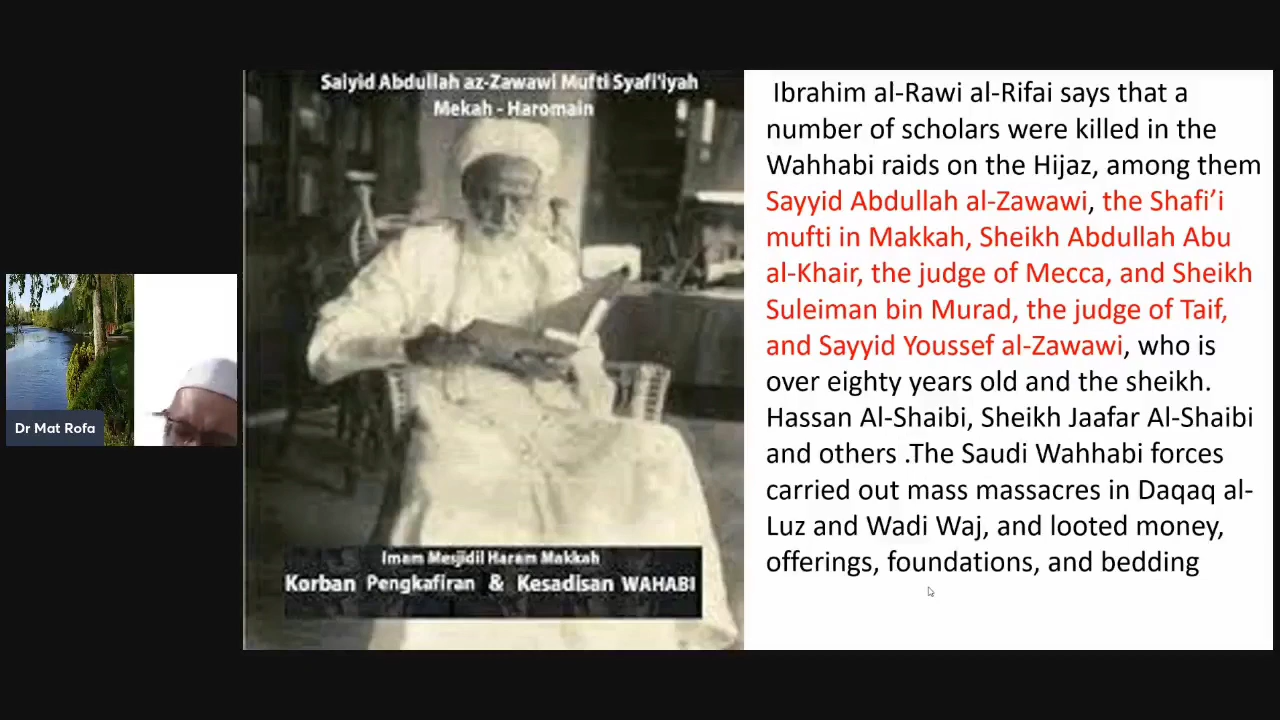 Saiyid Abdullah az-Zawawi Mufti Syafi'iyah
Mekah - Haromain
Imam Mesjidil Haram Makkah
Korban Pengkafiran & Kesadisan WAHABI
Ibrahim al-Rawi al-Rifai says that a
number of scholars were killed in the
Wahhabi raids on the Hijaz, among them
Sayyid Abdullah al-Zawawi, the Shafi’i
mufti in Makkah, Sheikh Abdullah Abu
al-Khair, the judge of Mecca, and Sheikh
Suleiman bin Murad, the judge of Taif,
and Sayyid Youssef al-Zawawi, who is
over eighty years old and the sheikh.
Hassan Al-Shaibi, Sheikh Jaafar Al-Shaibi
and others .The Saudi Wahhabi forces
carried out mass massacres in Daqaq al-
Luz and Wadi Waj, and looted money,
offerings, foundations, and bedding
Dr Mat Rofa